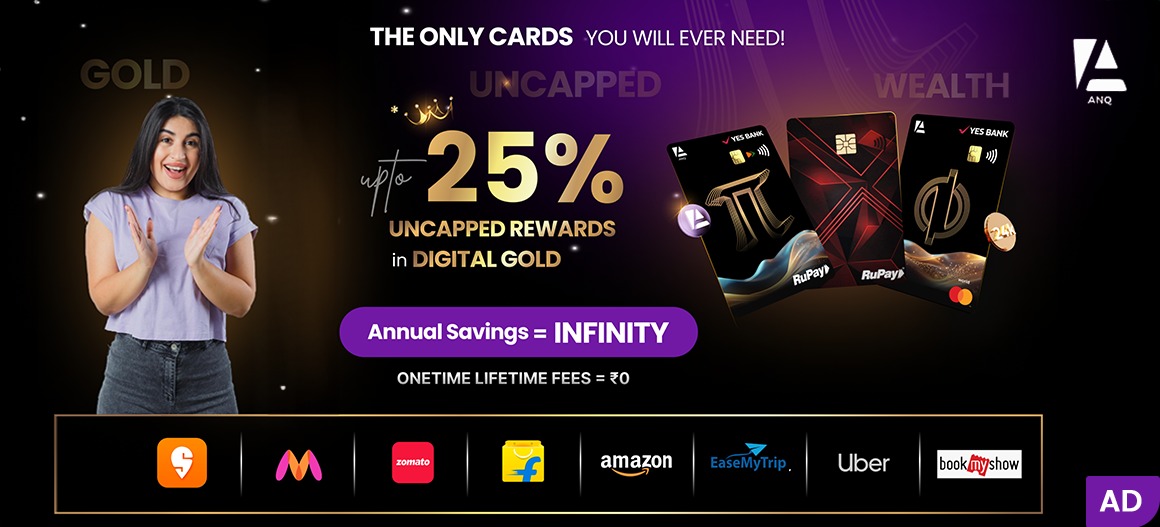 THE ONLY CARDS YOU WILL EVER NEED!
ANQ
GOLD
UNCAPPED
WEALTH
*
upto 25%
UNCAPPED REWARDS
in DIGITAL GOLD
ANQ
YES BANK
RuPay
RuPay
YES BANK
24K
world
Annual Savings = INFINITY
ONETIME LIFETIME FEES = ₹0
zomato
amazon
EaseMyTrip.
Uber
bookmyshow
AD